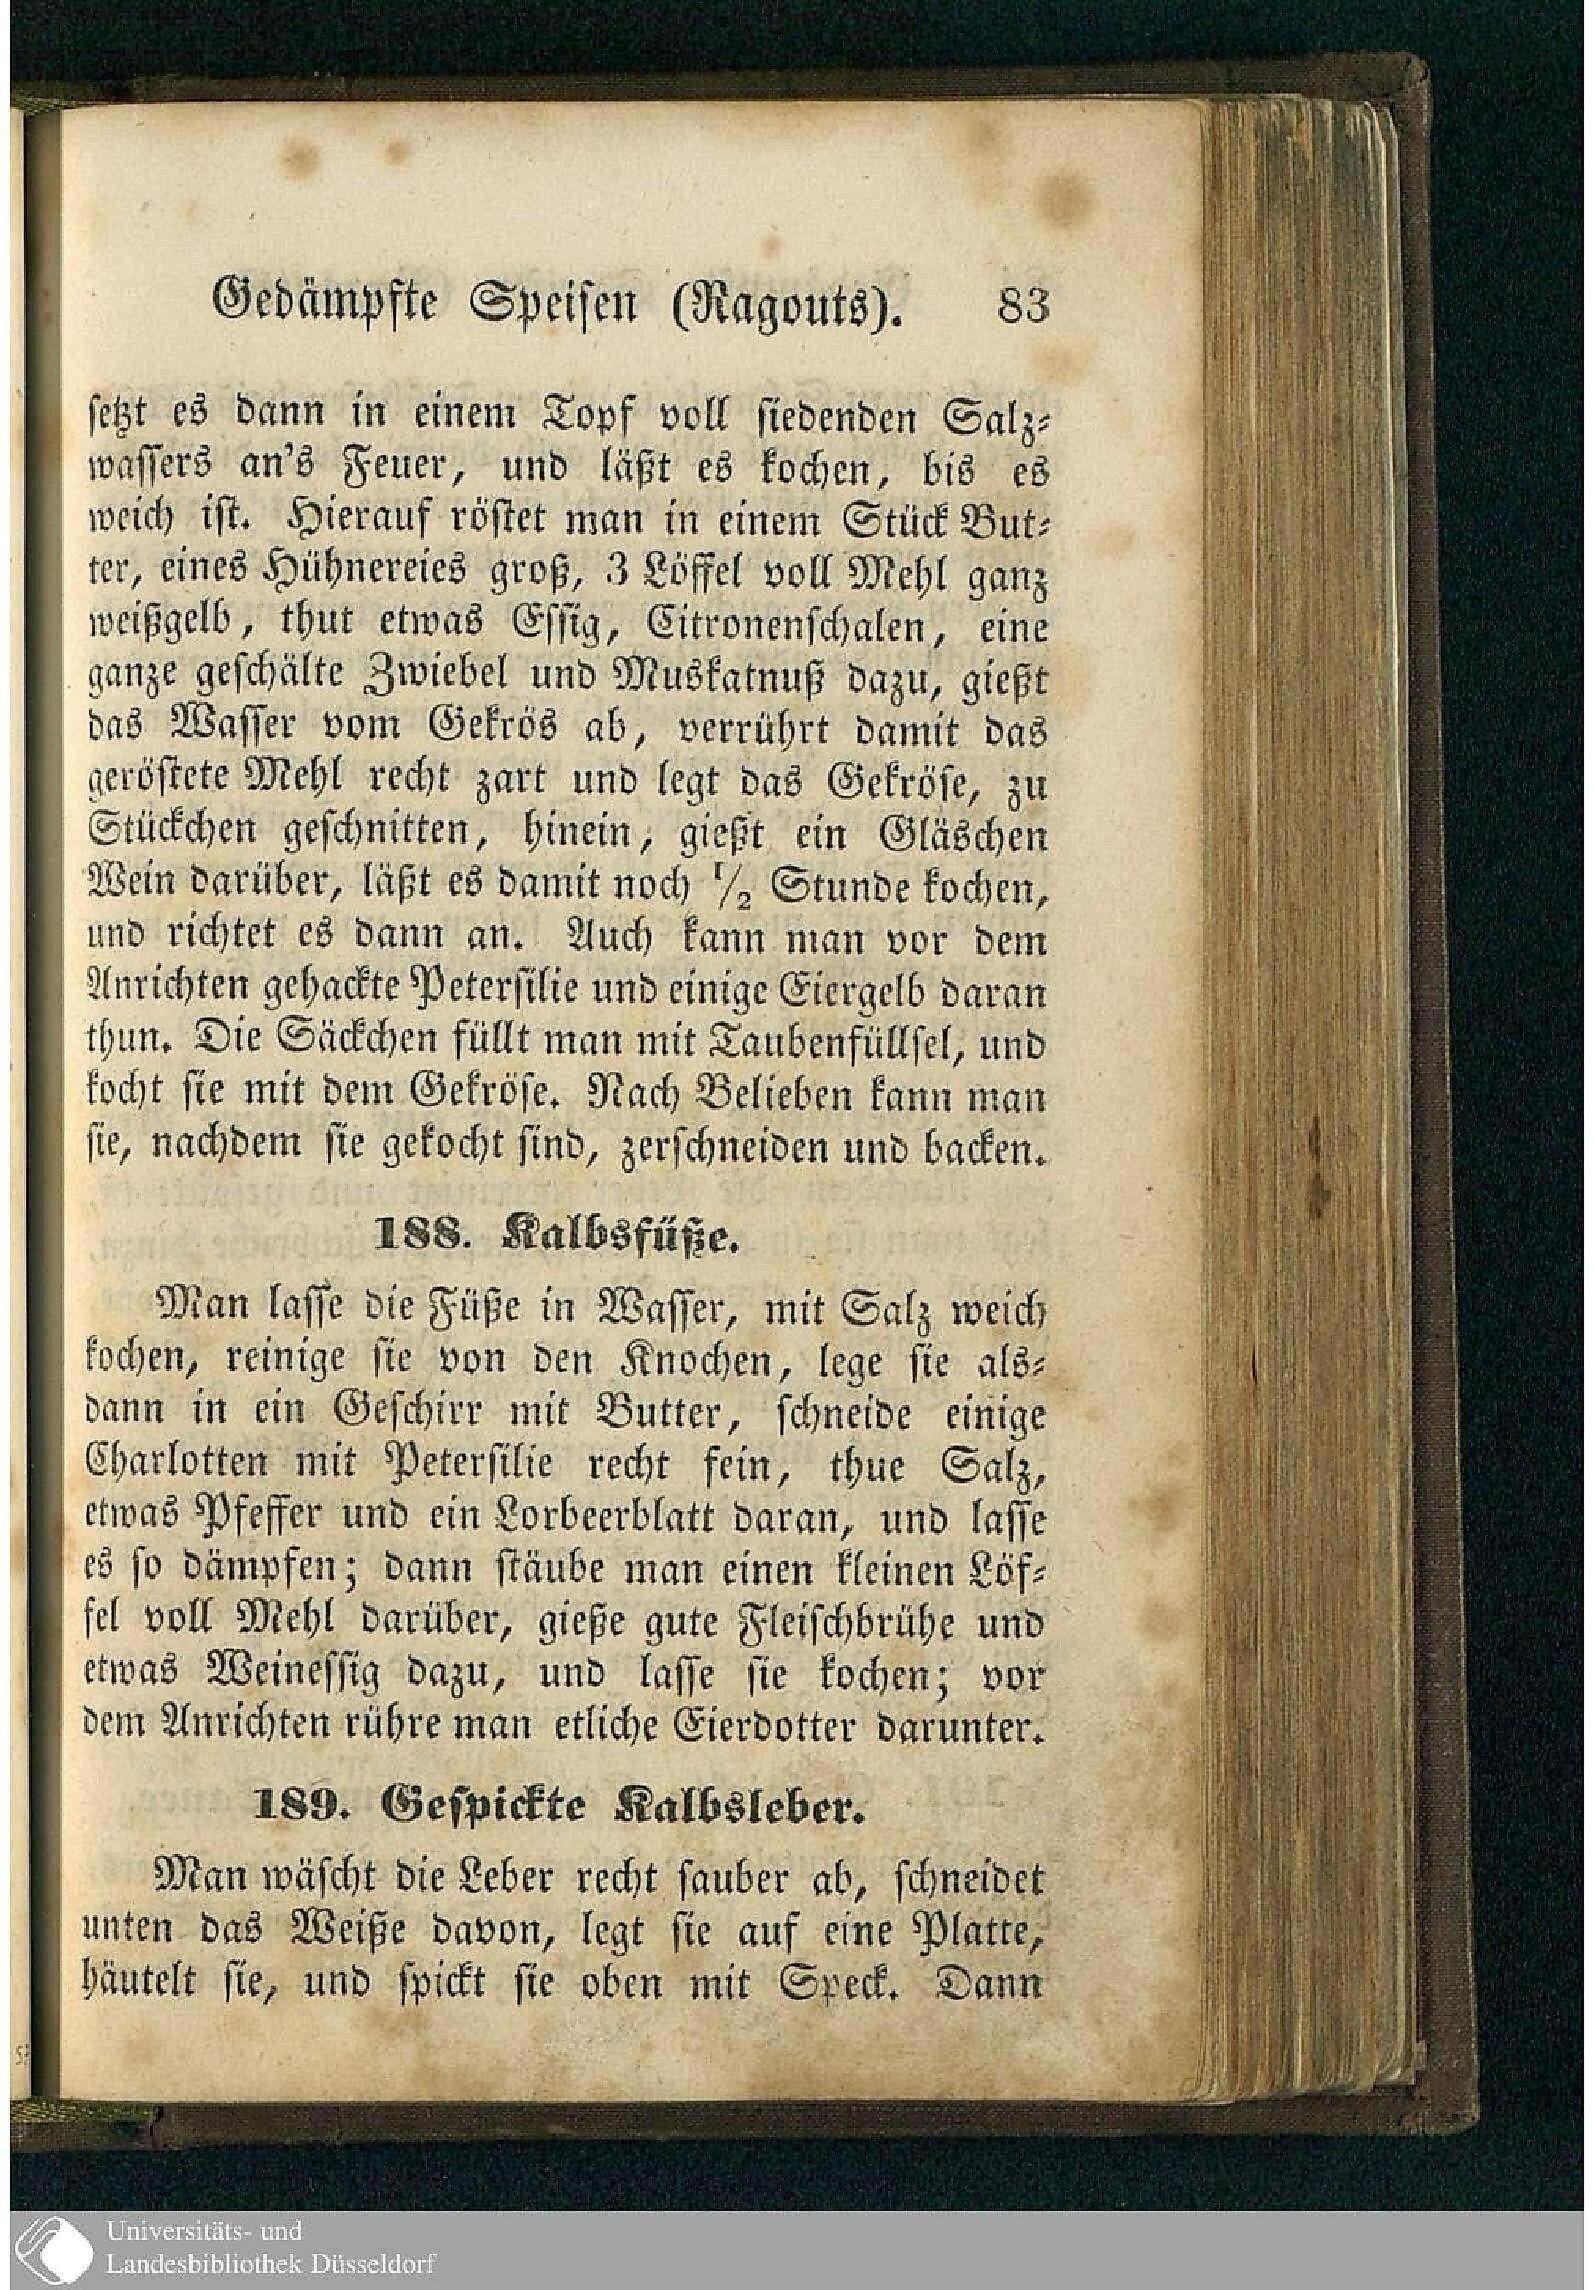 Gedämpfte Speisen (Ragouts). 83
setzt es dann in einem Topf voll siedenden Salz-
wassers an's Feuer, und läßt es kochen, bis es
weich ist. Hierauf röstet man in einem Stück But-
ter, eines Hühnereies groß, 3 Löffel voll Mehl ganz
weißgelb, thut etwas Essig, Citronenschalen, eine
ganze geschälte Zwiebel und Muskatnuß dazu, gießt
das Wasser vom Gekrös ab, verrührt damit das
geröstete Mehl recht zart und legt das Gekröse, zu
Stückchen geschnitten, hinein, gießt ein Gläschen
Wein darüber, läßt es damit noch 1/2 Stunde kochen,
und richtet es dann an. Auch kann man vor dem
Anrichten gehackte Petersilie und einige Eiergelb daran
thun. Die Säckchen füllt man mit Taubenfüllsel, und
kocht sie mit dem Gekröse. Nach Belieben kann man
sie, nachdem sie gekocht sind, zerschneiden und backen.
188. Kalbsfüße.
Man lasse die Füße in Wasser, mit Salz weich
kochen, reinige sie von den Knochen, lege sie als-
dann in ein Geschirr mit Butter, schneide einige
Charlotten mit Petersilie recht fein, thue Salz,
etwas Pfeffer und ein Lorbeerblatt daran, und lasse
es so dämpfen; dann stäube man einen kleinen Löf-
fel voll Mehl darüber, gieße gute Fleischbrühe und
etwas Weinessig dazu, und lasse sie kochen; vor
dem Anrichten rühre man etliche Eierdotter darunter.
189. Gespickte Kalbsleber.
Man wäscht die Leber recht sauber ab, schneidet
unten das Weiße davon, legt sie auf eine Platte,
häutelt sie, und spickt sie oben mit Speck. Dann
Universitäts- und
Landesbibliothek Düsseldorf